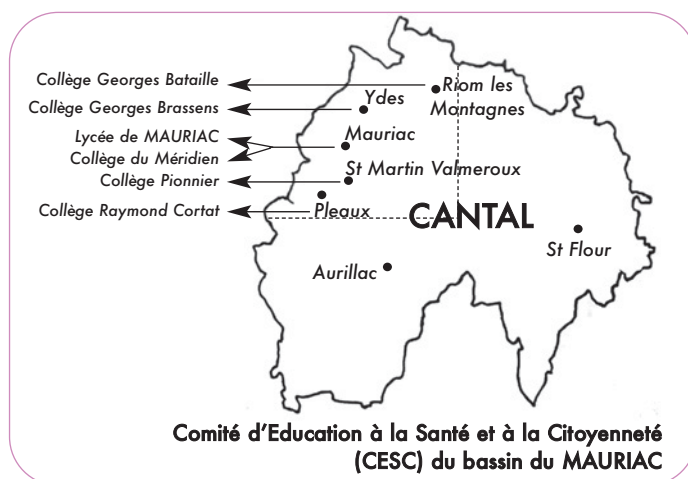 Collège Georges Bataille
Riom les
Montagnes
Collège Georges Brassens
Ydes
Lycée de MAURIAC
Mauriac
Collège du Méridien
St Martin Valmeroux
Collège Pionnier
Collège Raymond Cortat
Pleaux
CANTAL
St Flour
Aurillac
Comité d’Education à la Santé et à la Citoyenneté
(CESC) du bassin du MAURIAC